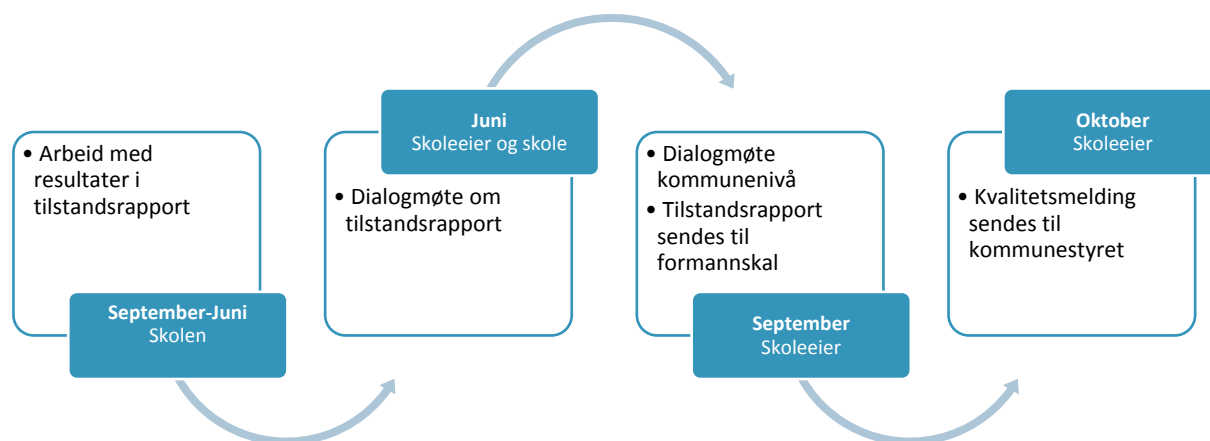 • Arbeid med
resultater i
tilstandsrapport
September-Juni
Skolen
Juni
Skoleeier og skole
• Dialogmøte om
tilstandsrapport
• Dialogmøte
kommunenivå
• Tilstandsrapport
sendes til
formannskal
September
Skoleeier
Oktober
Skoleeier
• Kvalitetsmelding
sendes til
kommunestyret